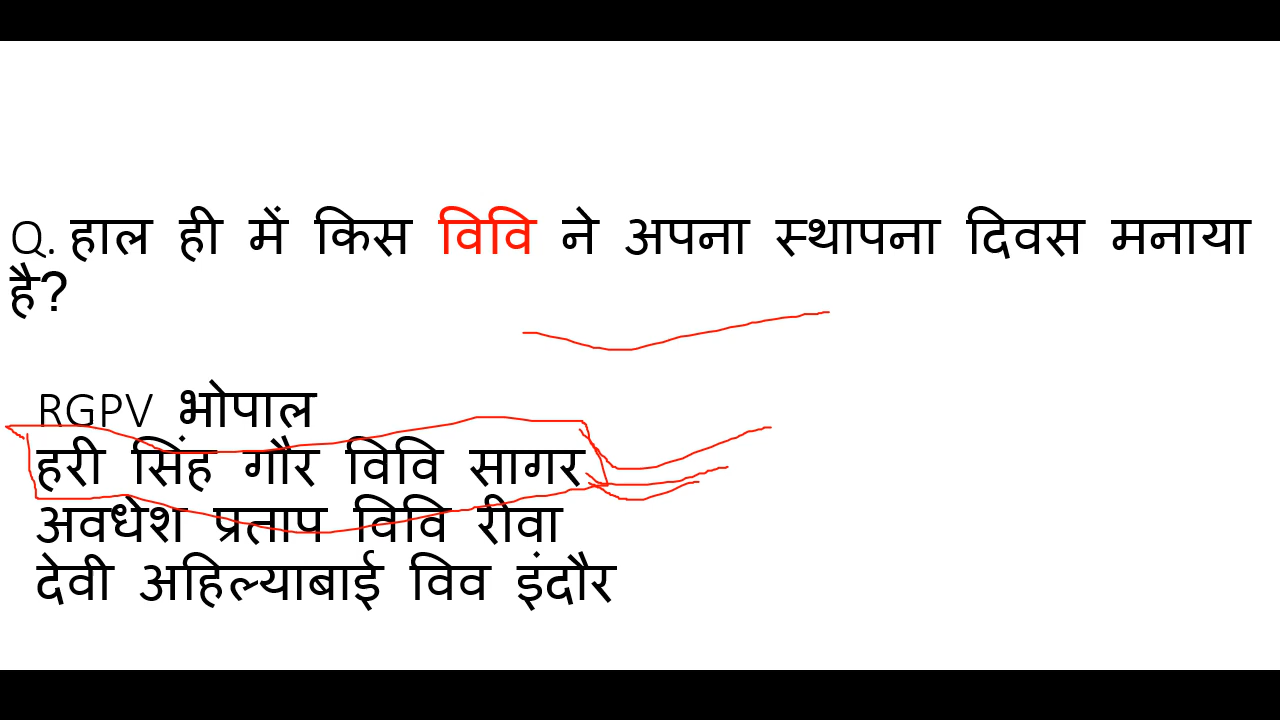 Q. हाल ही में किस विवि ने अपना स्थापना दिवस मनाया
है?
RGPV भोपाल
हरी सिंह गौर विवि सागर
अवधेश प्रताप विवि रीवा
देवी अहिल्याबाई विव इंदौर